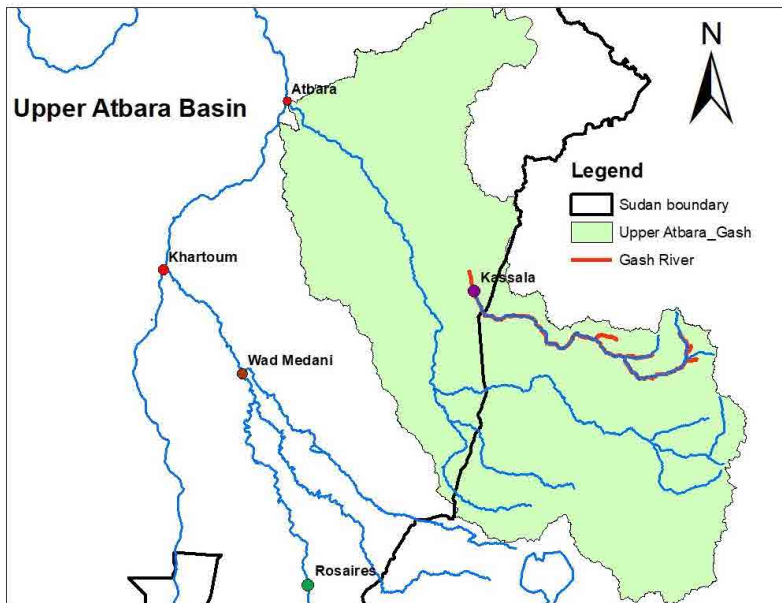 Atbara
Upper Atbara Basin
N
Legend
Sudan boundary
Upper Atbara_Gash
Gash River
Khartoum
Kassala
Wad Medani
Rosaires